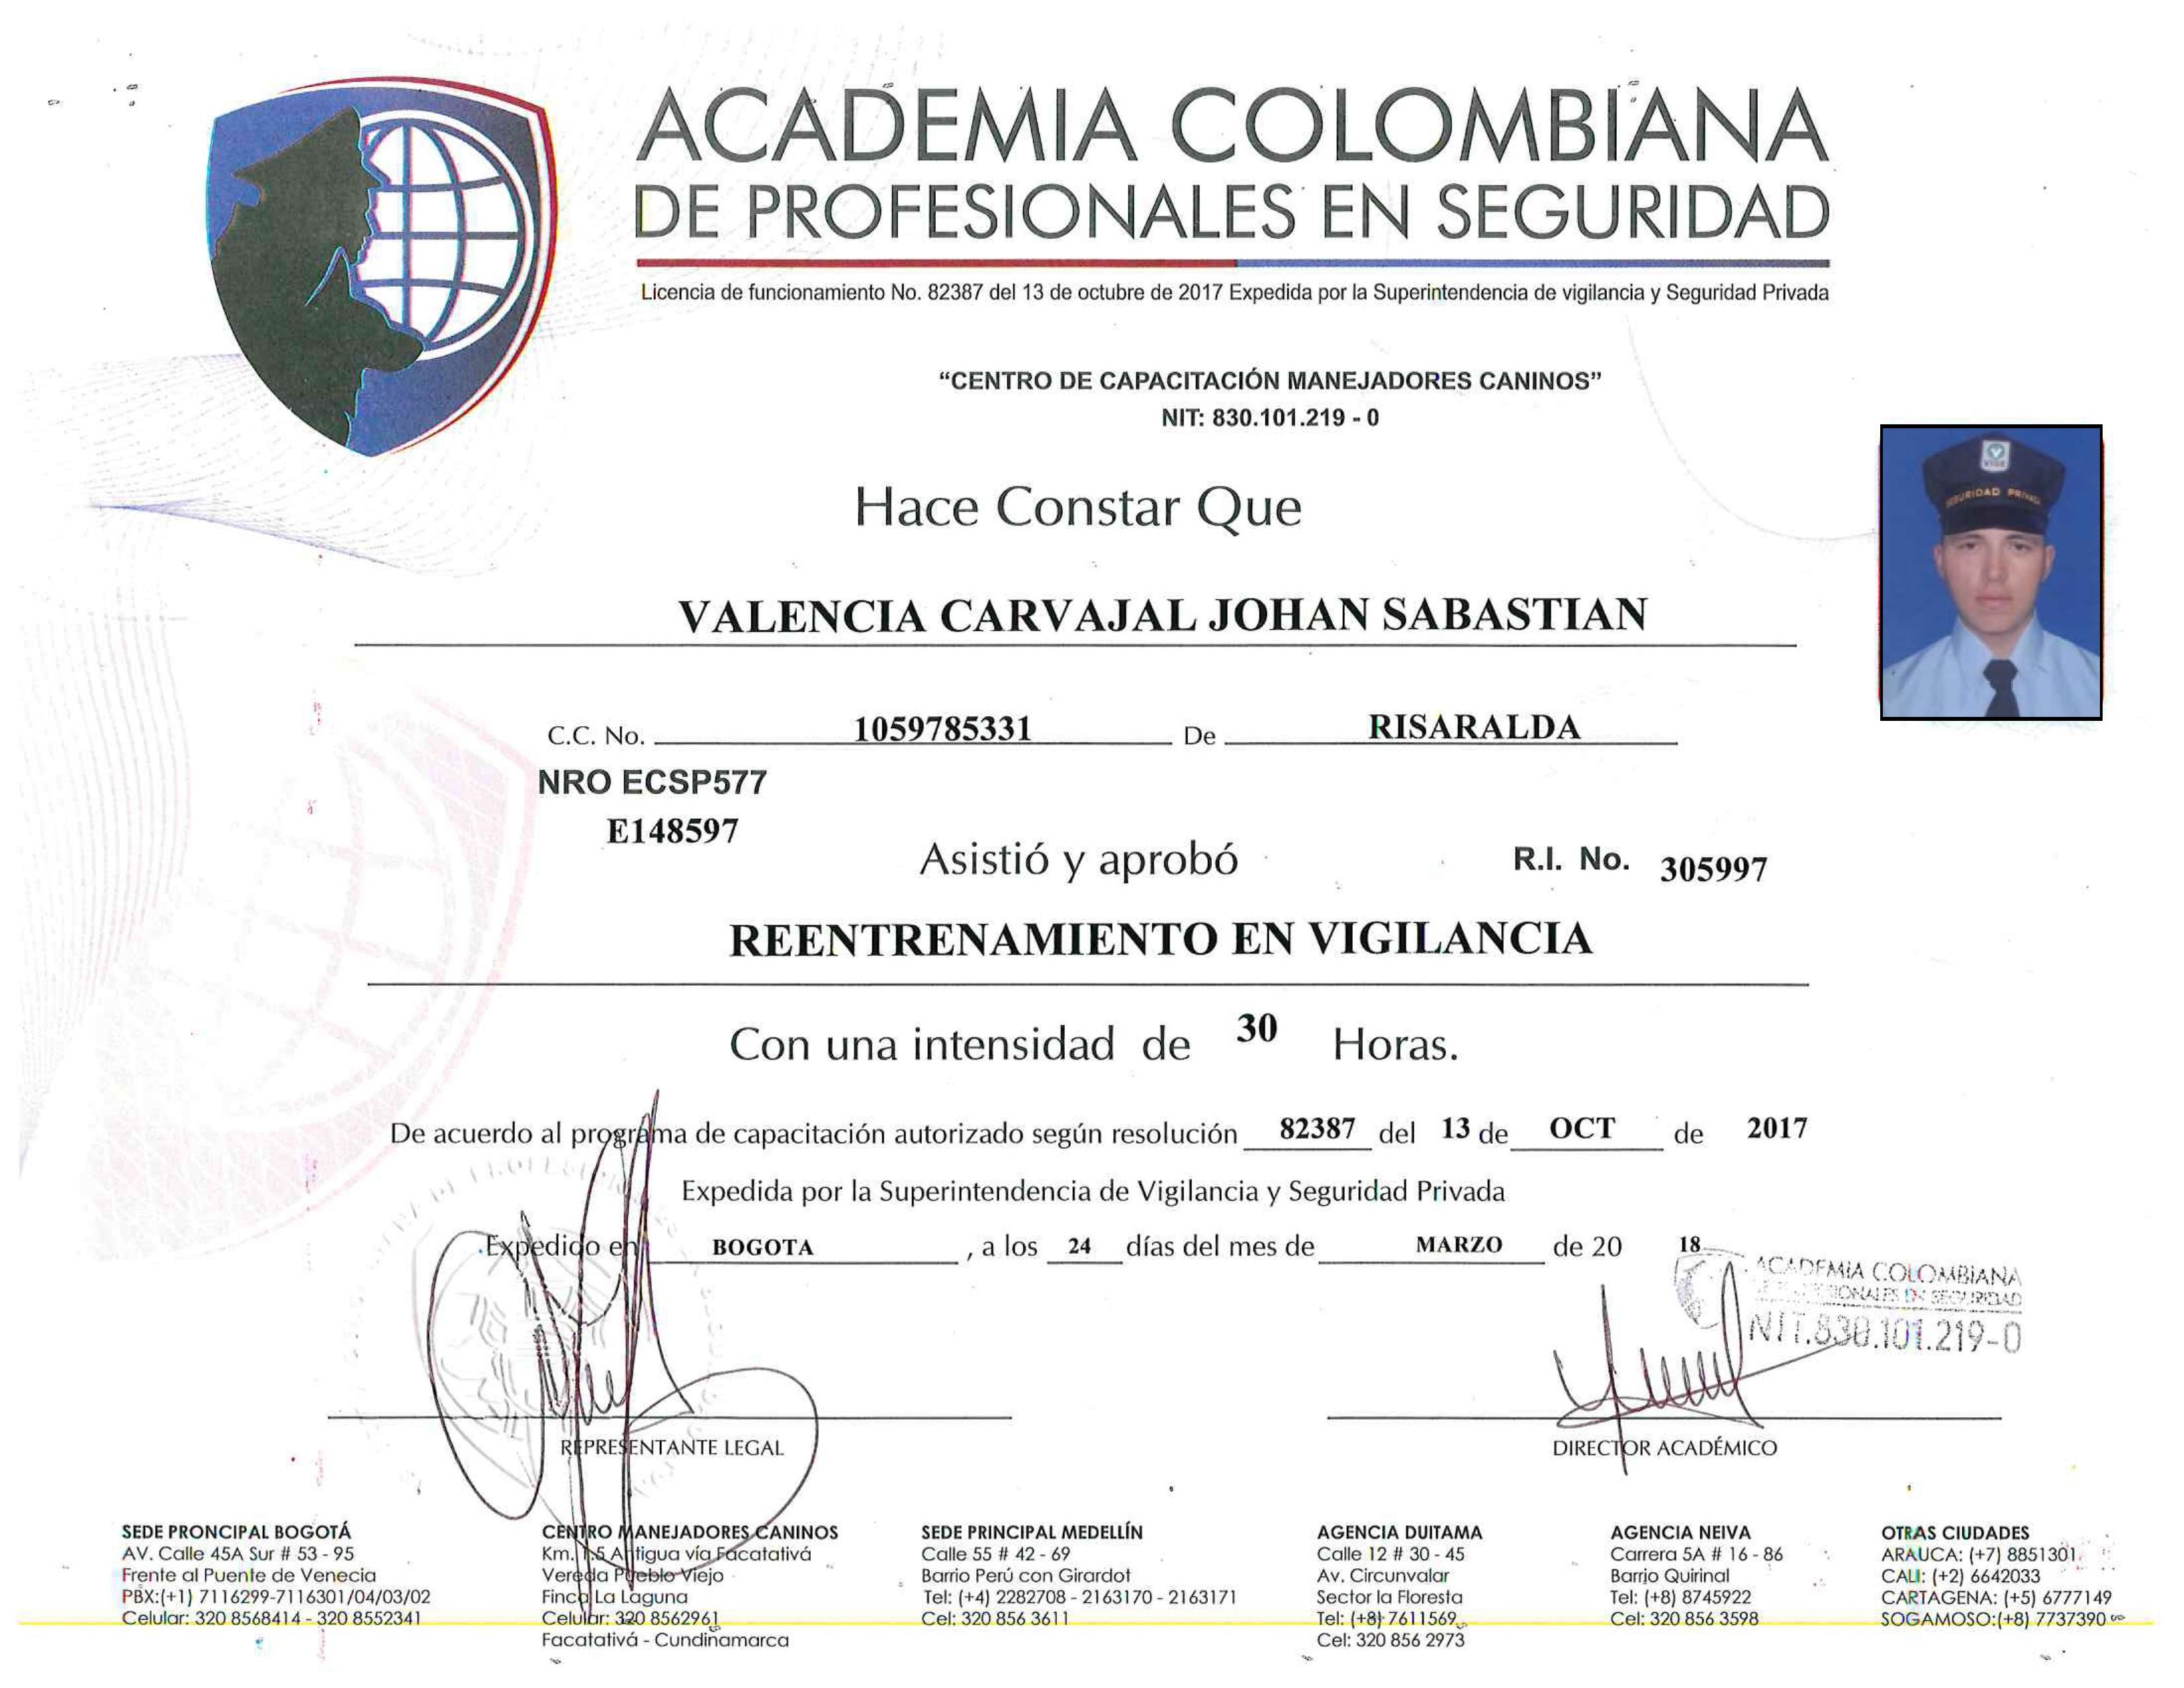 ACADEMIA COLOMBIANA
DE PROFESIONALES EN SEGURIDAD
Licencia de funcionamiento No. 82387 del 13 de octubre de 2017 Expedida por la Superintendencia de vigilancia y Seguridad Privada
“CENTRO DE CAPACITACIÓN MANEJADORES CANINOS”
NIT: 830.101.219 - 0
VISE
SEGURIDAD PRIVADA
Hace Constar Que
VALENCIA CARVAJAL JOHAN SABASTIAN
C.C. No. 1059785331 De RISARALDA
NRO ECSP577
E148597
Asistió y aprobó R.I. No. 305997
REENTRENAMIENTO EN VIGILANCIA
Con una intensidad de 30 Horas.
De acuerdo al programa de capacitación autorizado según resolución 82387 del 13 de OCT de 2017
Expedida por la Superintendencia de Vigilancia y Seguridad Privada
Expedido en BOGOTA, a los 24 días del mes de MARZO de 20 18
ACADEMIA COLOMBIANA
DE PROFESIONALES EN SEGURIDAD
NIT.830.101.219-0
REPRESENTANTE LEGAL
DIRECTOR ACADÉMICO
SEDE PRONCIPAL BOGOTÁ
AV. Calle 45A Sur # 53 - 95
Frente al Puente de Venecia
PBX:(+1) 7116299-7116301/04/03/02
Celular: 320 8568414 - 320 8552341
CENTRO MANEJADORES CANINOS
Km. 1.5 Antigua vía Facatativá
Vereda Pueblo Viejo
Finca La Laguna
Celular: 320 8562961
Facatativá - Cundinamarca
SEDE PRINCIPAL MEDELLÍN
Calle 55 # 42 - 69
Barrio Perú con Girardot
Tel: (+4) 2282708 - 2163170 - 2163171
Cel: 320 856 3611
AGENCIA DUITAMA
Calle 12 # 30 - 45
Av. Circunvalar
Sector la Floresta
Tel: (+8) 7611569
Cel: 320 856 2973
AGENCIA NEIVA
Carrera 5A # 16 - 86
Barrio Quirinal
Tel: (+8) 8745922
Cel: 320 856 3598
OTRAS CIUDADES
ARAUCA: (+7) 8851301
CALI: (+2) 6642033
CARTAGENA: (+5) 6777149
SOGAMOSO:(+8) 7737390